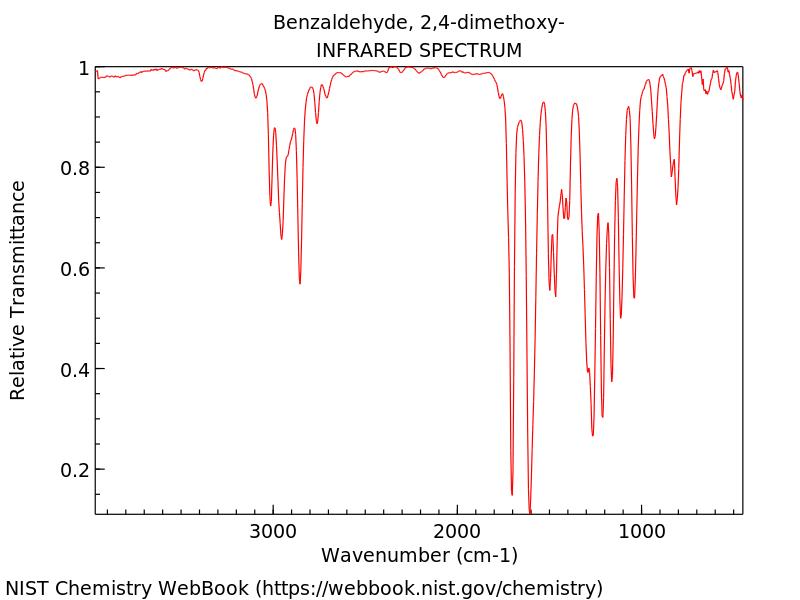 Benzaldehyde, 2,4-dimethoxy-
INFRARED SPECTRUM
1
0.8
0.6
0.4
0.2
Relative Transmittance
3000 2000 1000
Wavenumber (cm-1)
NIST Chemistry WebBook (https://webbook.nist.gov/chemistry)